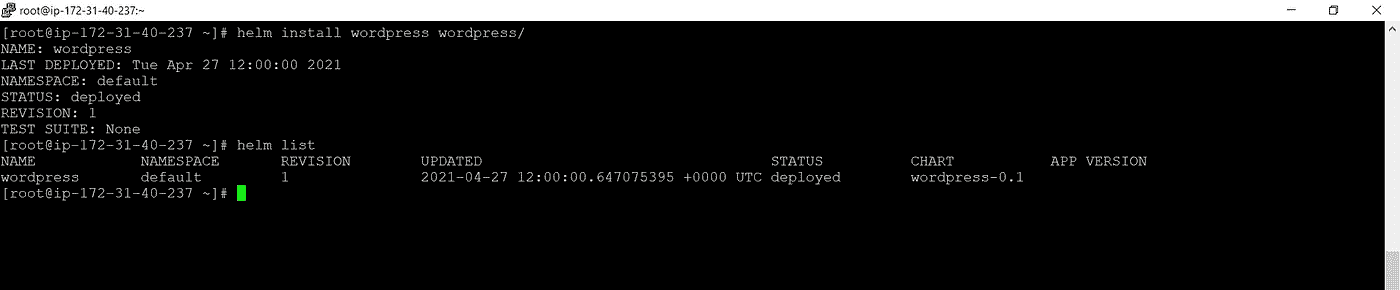 root@ip-172-31-40-237:~
[root@ip-172-31-40-237 ~]# helm install wordpress wordpress/
NAME: wordpress
LAST DEPLOYED: Tue Apr 27 12:00:00 2021
NAMESPACE: default
STATUS: deployed
REVISION: 1
TEST SUITE: None
[root@ip-172-31-40-237 ~]# helm list
NAME NAMESPACE REVISION UPDATED STATUS CHART APP VERSION
wordpress default 1 2021-04-27 12:00:00.647075395 +0000 UTC deployed wordpress-0.1
[root@ip-172-31-40-237 ~]#